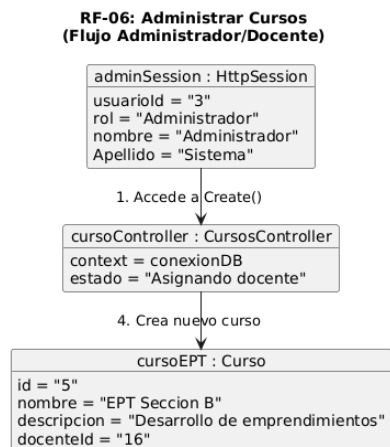 RF-06: Administrar Cursos
(Flujo Administrador/Docente)
adminSession : HttpSession
usuarioId = "3"
rol = "Administrador"
nombre = "Administrador"
Apellido = "Sistema"
1. Accede a Create()
cursoController : CursosController
context = conexionDB
estado = "Asignando docente"
4. Crea nuevo curso
cursoEPT : Curso
id = "5"
nombre = "EPT Seccion B"
descripcion = "Desarrollo de emprendimientos"
docenteId = "16"